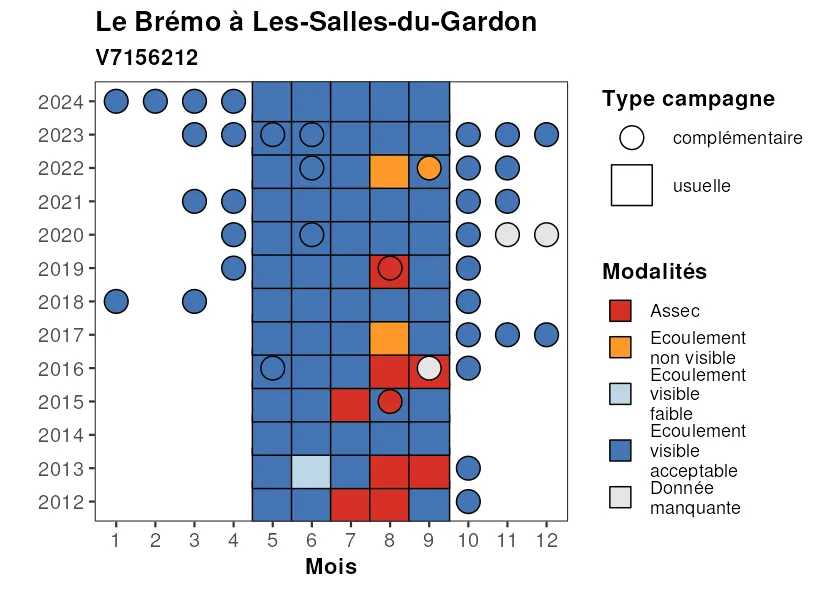 Le Brémo à Les-Salles-du-Gardon
V7156212
2024
2023
2022
2021
2020
2019
2018
2017
2016
2015
2014
2013
2012
1 2 3 4 5 6 7 8 9 10 11 12
Mois
Type campagne
complémentaire
usuelle
Modalités
Assec
Ecoulement
non visible
Ecoulement
visible
faible
Ecoulement
visible
acceptable
Donnée
manquante